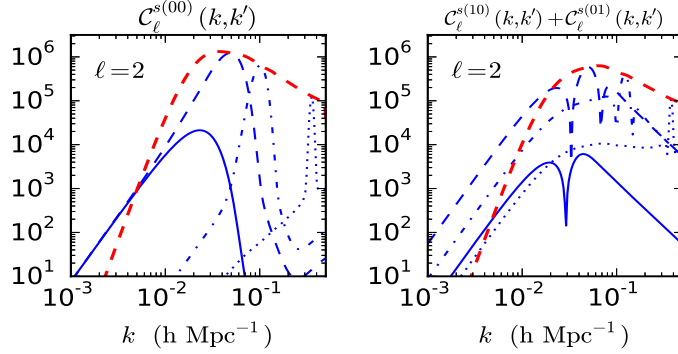 𝒞_ℓ^{s(00)}(k,k′)
ℓ=2
10^6
10^5
10^4
10^3
10^2
10^1
10^{-3} 10^{-2} 10^{-1}
k (h Mpc^{-1})
𝒞_ℓ^{s(10)}(k,k′)+𝒞_ℓ^{s(01)}(k,k′)
ℓ=2
10^6
10^5
10^4
10^3
10^2
10^1
10^{-3} 10^{-2} 10^{-1}
k (h Mpc^{-1})